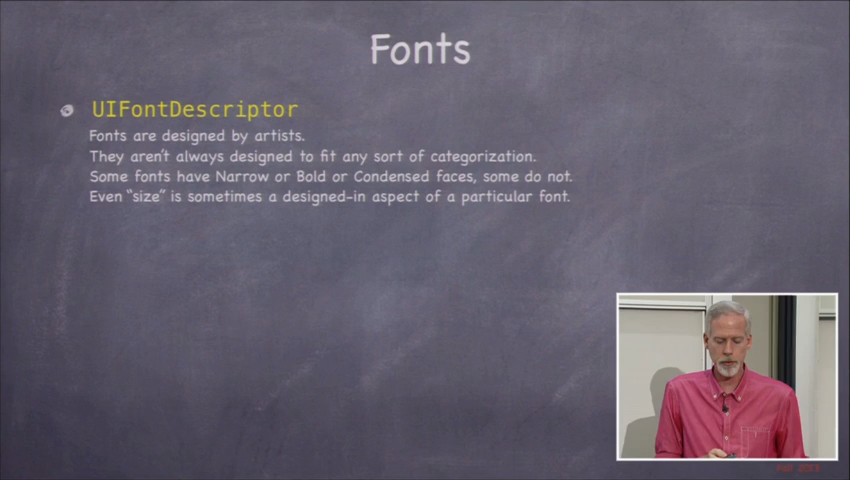 Fonts
UIFontDescriptor
Fonts are designed by artists.
They aren't always designed to fit any sort of categorization.
Some fonts have Narrow or Bold or Condensed faces, some do not.
Even “size” is sometimes a designed-in aspect of a particular font.
Fall 2013